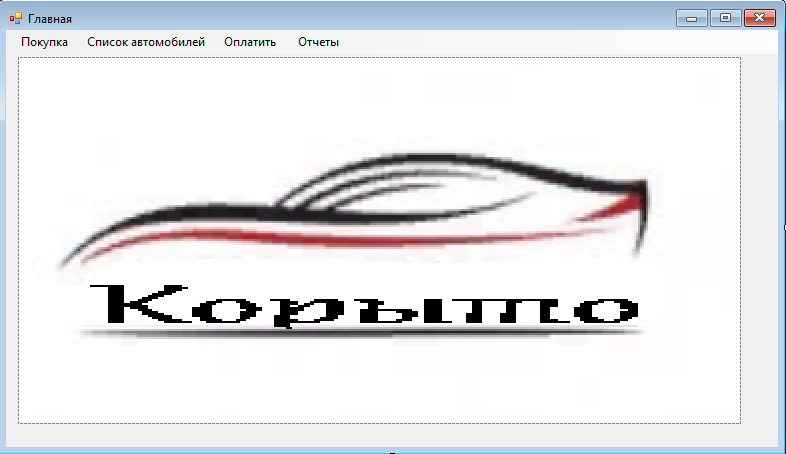 Главная
Покупка Список автомобилей Оплатить Отчеты
Корыто